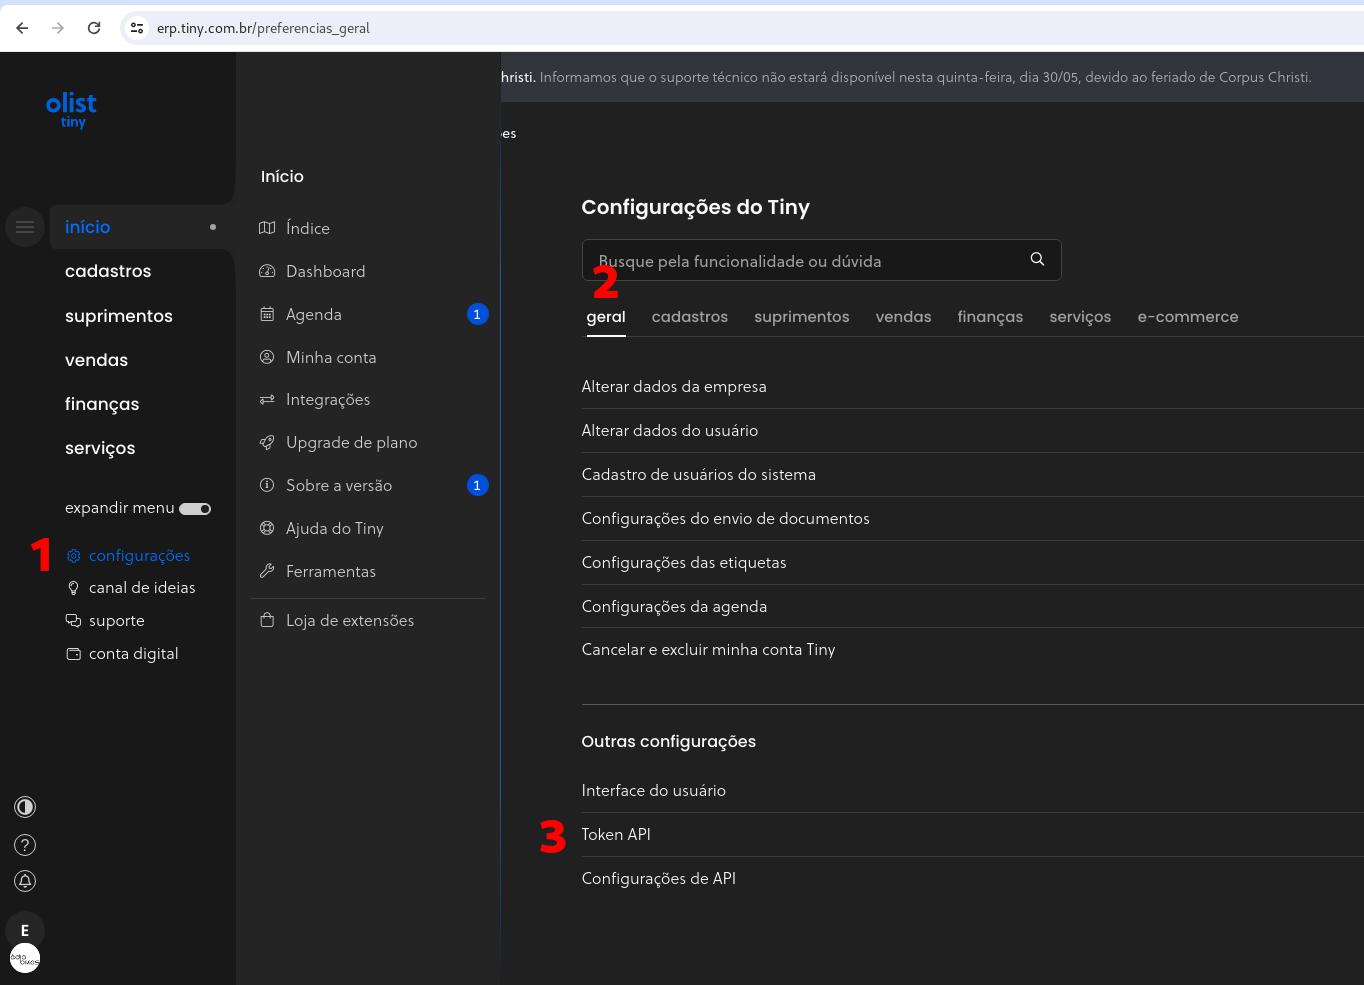 erp.tiny.com.br/preferencias_geral
hristi. Informamos que o suporte técnico não estará disponível nesta quinta-feira, dia 30/05, devido ao feriado de Corpus Christi.
olist
tiny
es
Início
Configurações do Tiny
início
Índice
Busque pela funcionalidade ou dúvida
cadastros
Dashboard
2
suprimentos
Agenda 1
geral cadastros suprimentos vendas finanças serviços e-commerce
vendas
Minha conta
Alterar dados da empresa
finanças
Integrações
Alterar dados do usuário
serviços
Upgrade de plano
Cadastro de usuários do sistema
Sobre a versão 1
expandir menu
Configurações do envio de documentos
Ajuda do Tiny
1 configurações
Configurações das etiquetas
Ferramentas
canal de ideias
Configurações da agenda
suporte
Loja de extensões
conta digital
Cancelar e excluir minha conta Tiny
Outras configurações
Interface do usuário
3 Token API
?
Configurações de API
E